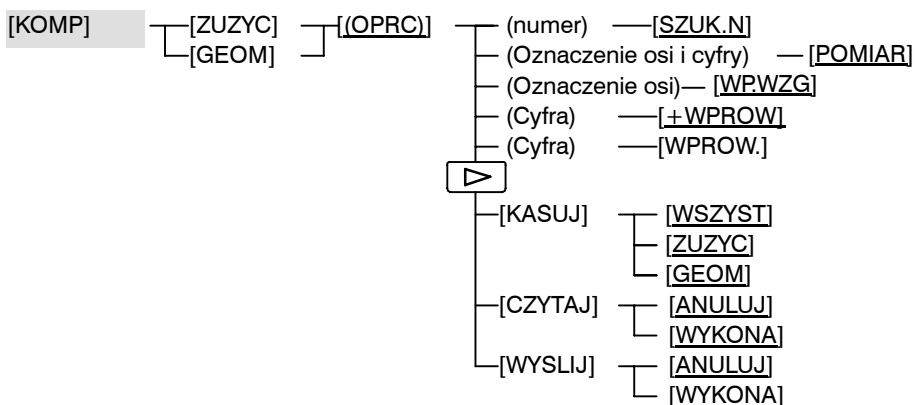 [KOMP] [ZUZYC] [(OPRC)] (numer) [SZUK.N]
[GEOM] (Oznaczenie osi i cyfry) [POMIAR]
(Oznaczenie osi) [WP.WZG]
(Cyfra) [+WPROW]
(Cyfra) [WPROW.]
[KASUJ] [WSZYST]
[ZUZYC]
[GEOM]
[CZYTAJ] [ANULUJ]
[WYKONA]
[WYSLIJ] [ANULUJ]
[WYKONA]